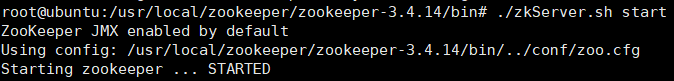 root@ubuntu:/usr/local/zookeeper/zookeeper-3.4.14/bin# ./zkServer.sh start
ZooKeeper JMX enabled by default
Using config: /usr/local/zookeeper/zookeeper-3.4.14/bin/../conf/zoo.cfg
Starting zookeeper ... STARTED